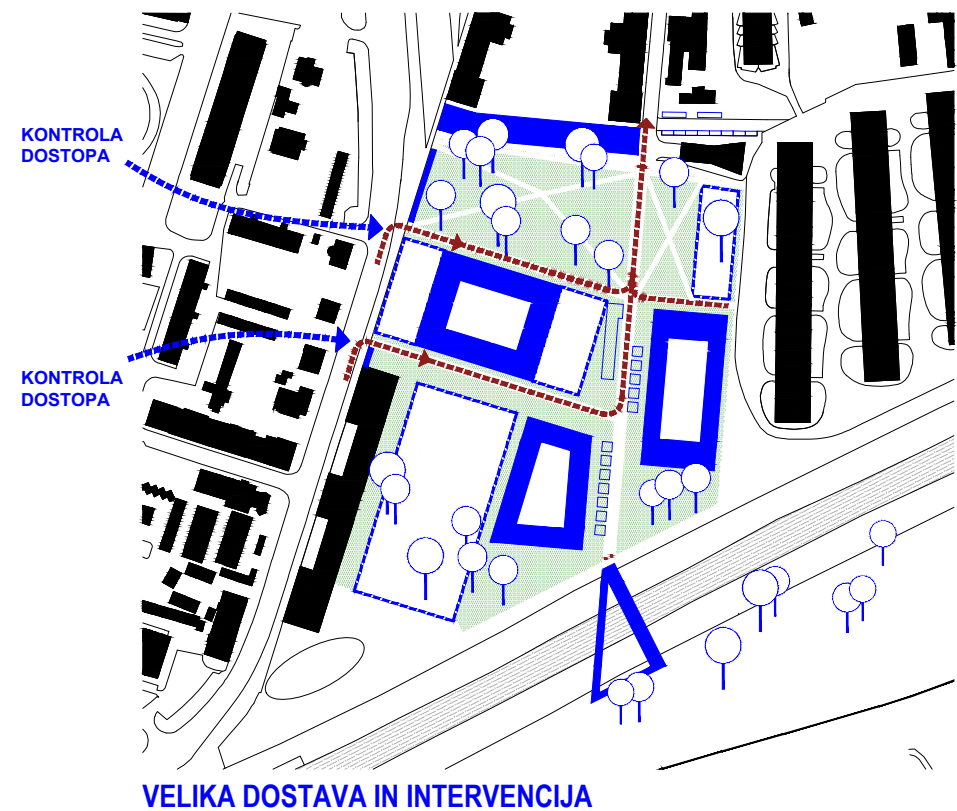 KONTROLA
DOSTOPA
KONTROLA
DOSTOPA
VELIKA DOSTAVA IN INTERVENCIJA